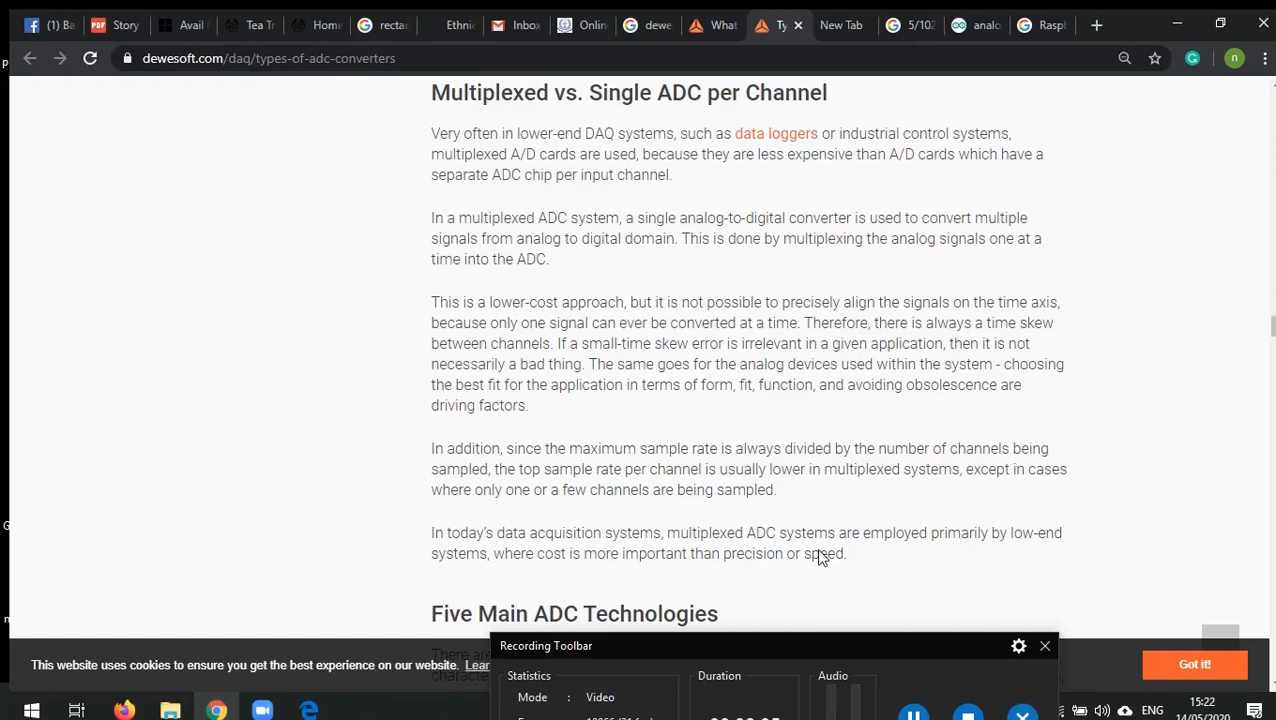 (1) Ba
Story
Avail
Tea Tr
Home
rectar
Ethnic
Inbox
Onlin
dewe
What
Ty
New Tab
5/102
analo
Raspl
dewesoft.com/daq/types-of-adc-converters
Multiplexed vs. Single ADC per Channel
Very often in lower-end DAQ systems, such as data loggers or industrial control systems,
multiplexed A/D cards are used, because they are less expensive than A/D cards which have a
separate ADC chip per input channel.
In a multiplexed ADC system, a single analog-to-digital converter is used to convert multiple
signals from analog to digital domain. This is done by multiplexing the analog signals one at a
time into the ADC.
This is a lower-cost approach, but it is not possible to precisely align the signals on the time axis,
because only one signal can ever be converted at a time. Therefore, there is always a time skew
between channels. If a small-time skew error is irrelevant in a given application, then it is not
necessarily a bad thing. The same goes for the analog devices used within the system - choosing
the best fit for the application in terms of form, fit, function, and avoiding obsolescence are
driving factors.
In addition, since the maximum sample rate is always divided by the number of channels being
sampled, the top sample rate per channel is usually lower in multiplexed systems, except in cases
where only one or a few channels are being sampled.
In today's data acquisition systems, multiplexed ADC systems are employed primarily by low-end
systems, where cost is more important than precision or speed.
Five Main ADC Technologies
There are
This website uses cookies to ensure you get the best experience on our website. Lear
Got it!
Recording Toolbar
Statistics
Duration
Audio
Mode : Video
ENG
15:22
14/05/2020